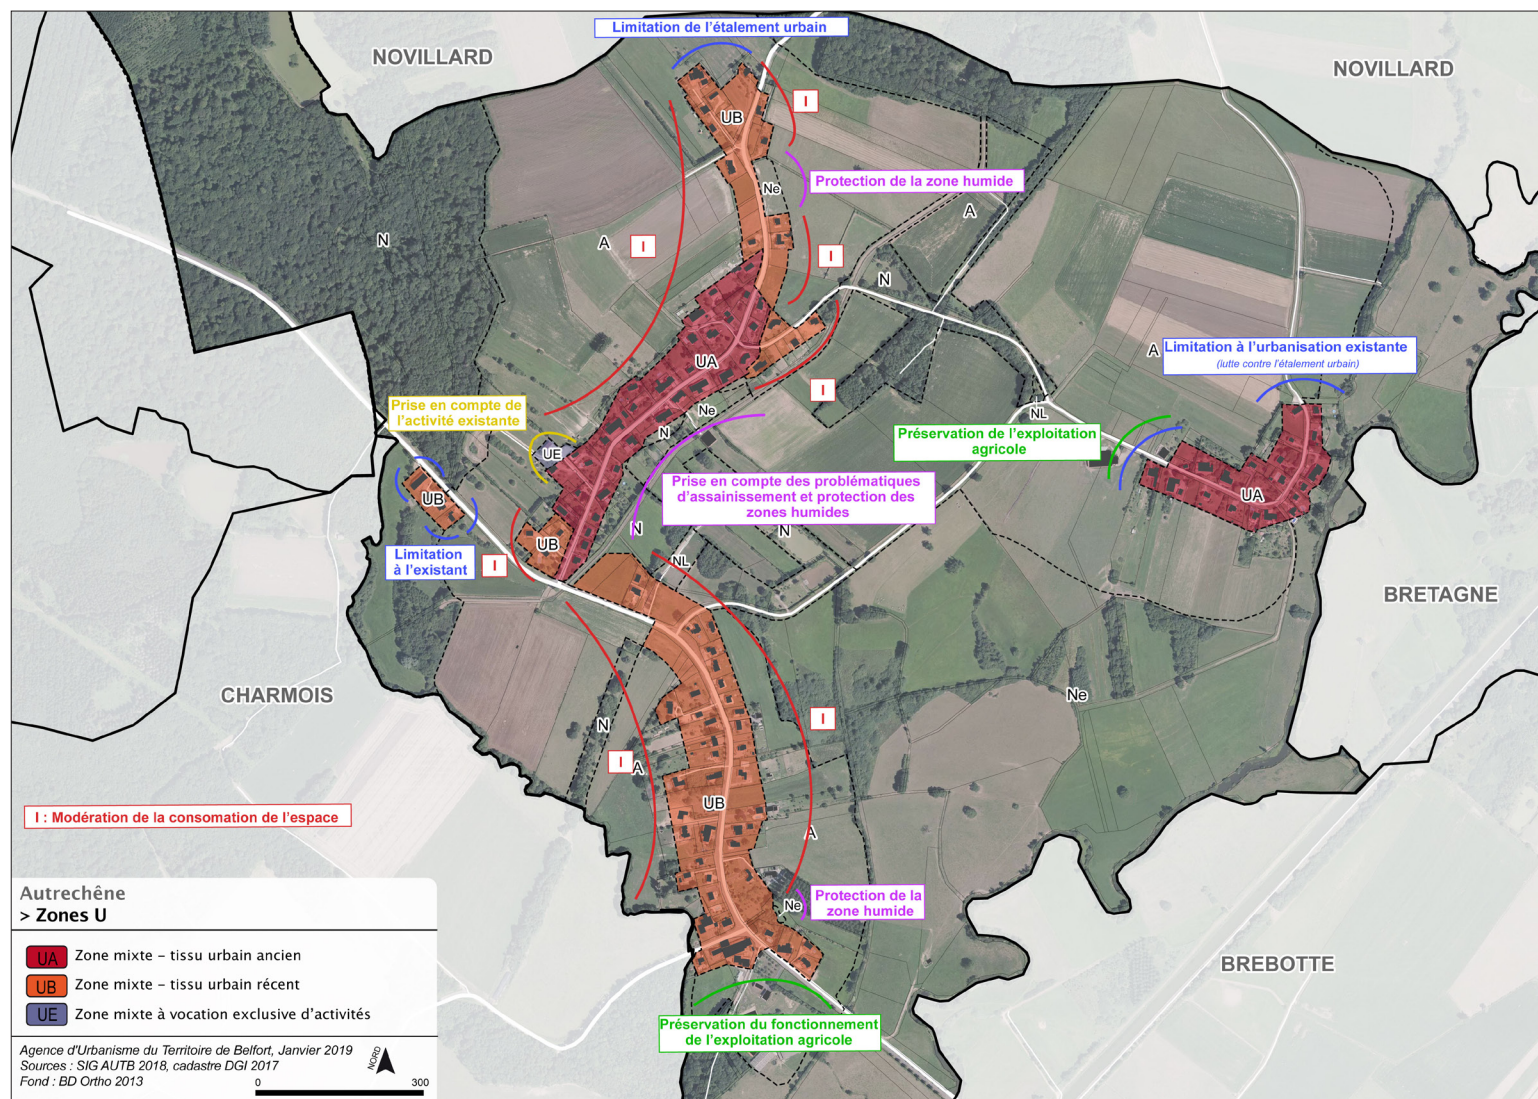 Limitation de l'étalement urbain
NOVILLARD
NOVILLARD
I
UB
Protection de la zone humide
Ne
A
N
A
I
I
N
UA
A
Limitation à l'urbanisation existante
(lutte contre l'étalement urbain)
I
Prise en compte de
l'activité existante
Ne
NL
N
Préservation de l'exploitation
agricole
UE
Prise en compte des problématiques
d'assainissement et protection des
zones humides
UB
UA
N
N
UB
Limitation
à l'existant
I
NL
BRETAGNE
CHARMOIS
Ne
N
I
I
A
UB
I : Modération de la consomation de l'espace
A
Ne
Protection de la
zone humide
BREBOTTE
Préservation du fonctionnement
de l'exploitation agricole
Autrechêne
> Zones U
UA Zone mixte – tissu urbain ancien
UB Zone mixte – tissu urbain récent
UE Zone mixte à vocation exclusive d'activités
Agence d'Urbanisme du Territoire de Belfort, Janvier 2019
Sources : SIG AUTB 2018, cadastre DGI 2017
Fond : BD Ortho 2013
NORD
0 300